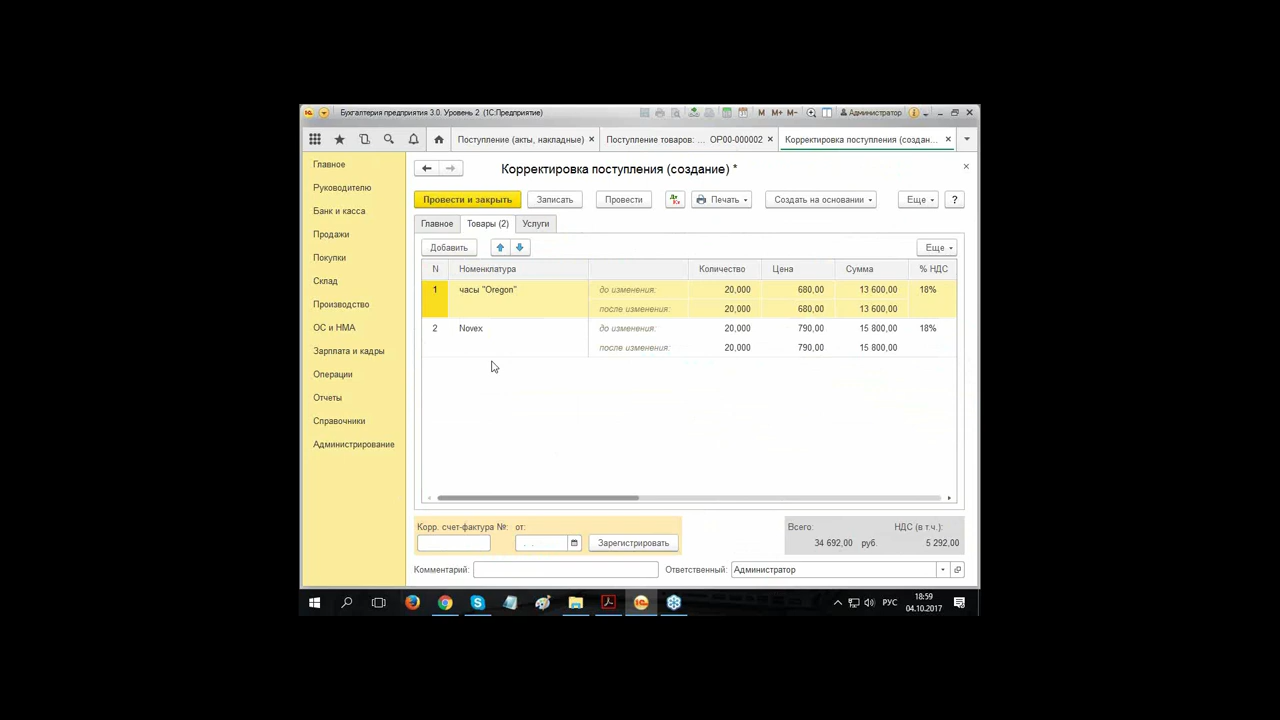 Бухгалтерия предприятия 3.0. Уровень 2 (1С:Предприятие)
M M+ M− Администратор
Поступление (акты, накладные) Поступление товаров: ... ОР00-000002 Корректировка поступления (создан...
Главное
Руководителю
Банк и касса
Продажи
Покупки
Склад
Производство
ОС и НМА
Зарплата и кадры
Операции
Отчеты
Справочники
Администрирование
Корректировка поступления (создание) *
Провести и закрыть Записать Провести Дт Кт Печать Создать на основании Еще ?
Главное Товары (2) Услуги
Добавить Еще
N Номенклатура Количество Цена Сумма % НДС
1 часы "Oregon" до изменения: 20,000 680,00 13 600,00 18%
после изменения: 20,000 680,00 13 600,00
2 Novex до изменения: 20,000 790,00 15 800,00 18%
после изменения: 20,000 790,00 15 800,00
Корр. счет-фактура №: от: Всего: НДС (в т.ч.):
. . Зарегистрировать 34 692,00 руб. 5 292,00
Комментарий: Ответственный: Администратор
РУС 18:59
04.10.2017